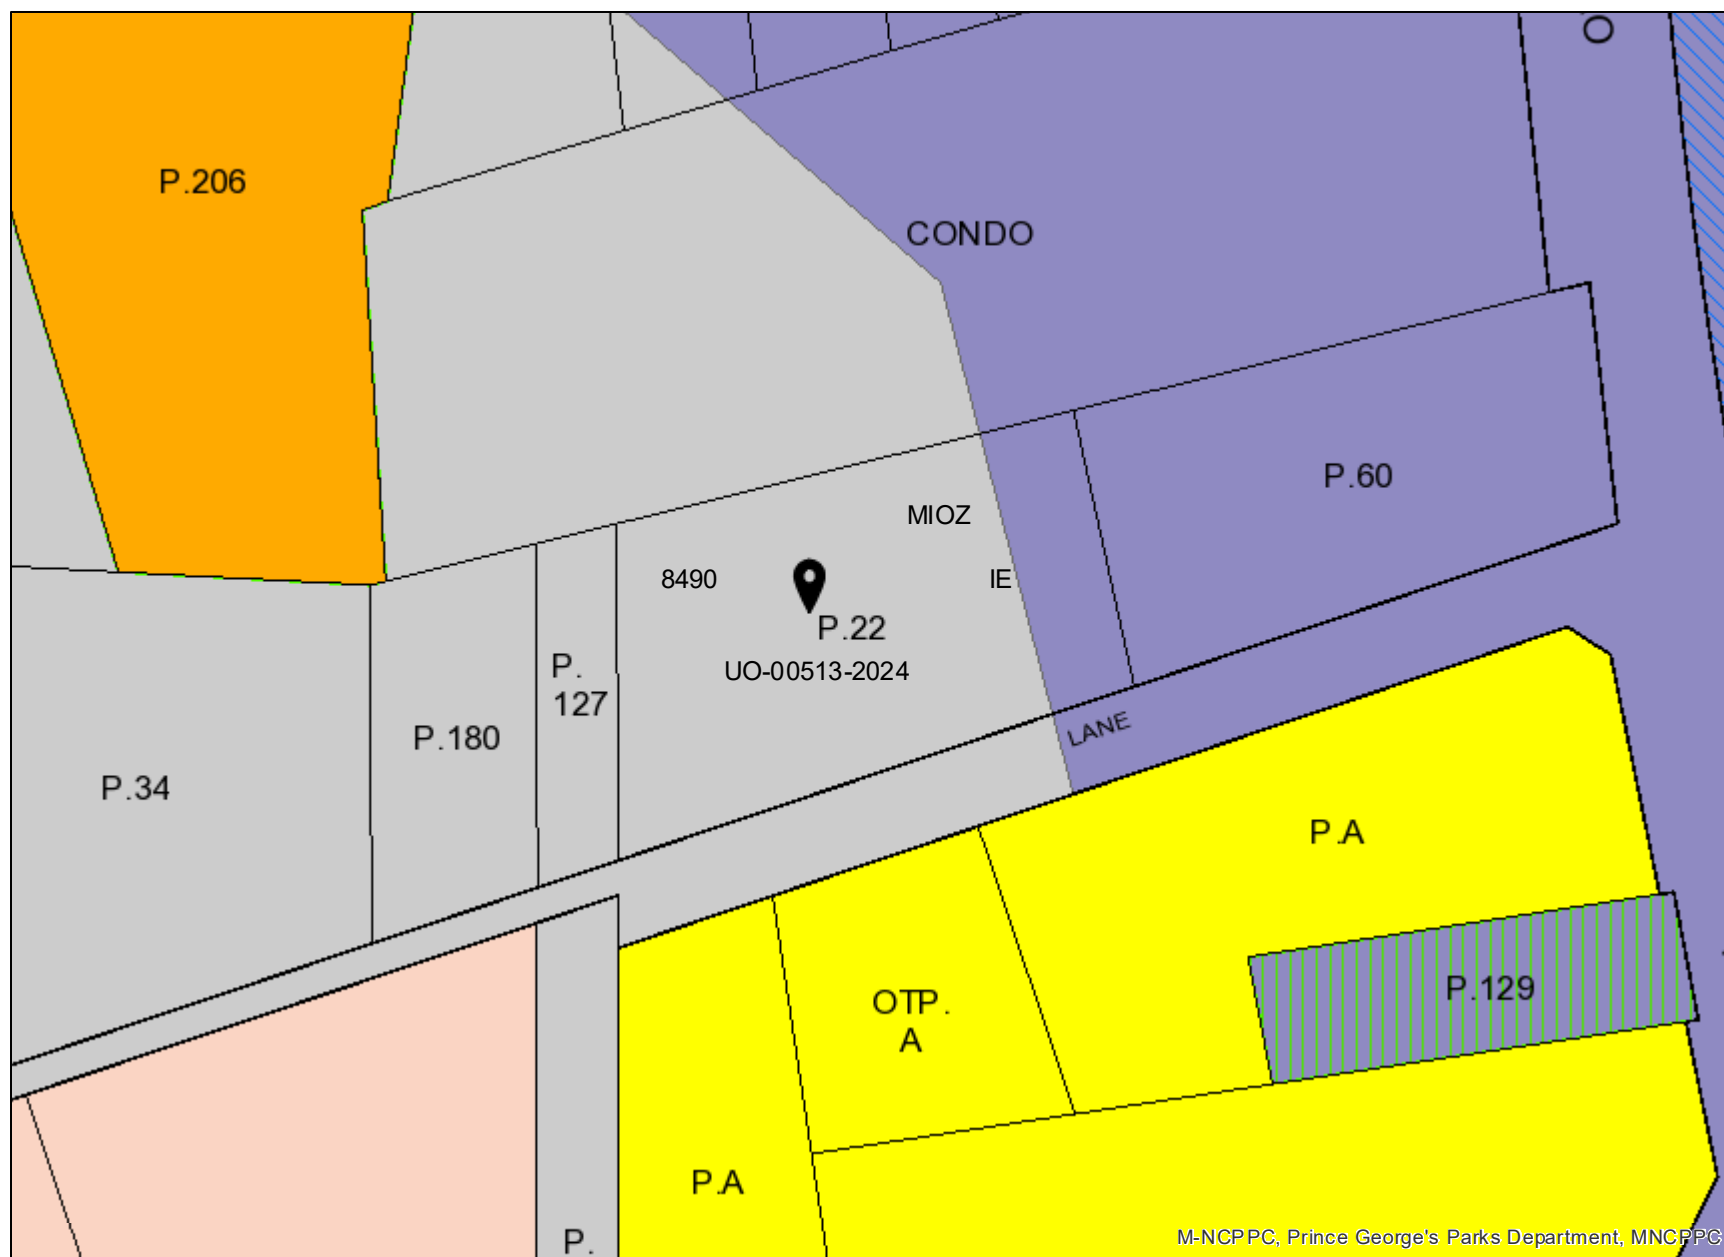 O
P.206
CONDO
P.60
MIOZ
8490
IE
P.22
P.
127
UO-00513-2024
LANE
P.180
P.34
P.A
P.129
OTP.
A
P.A
P.
M-NCPPC, Prince George's Parks Department, MNCPPC